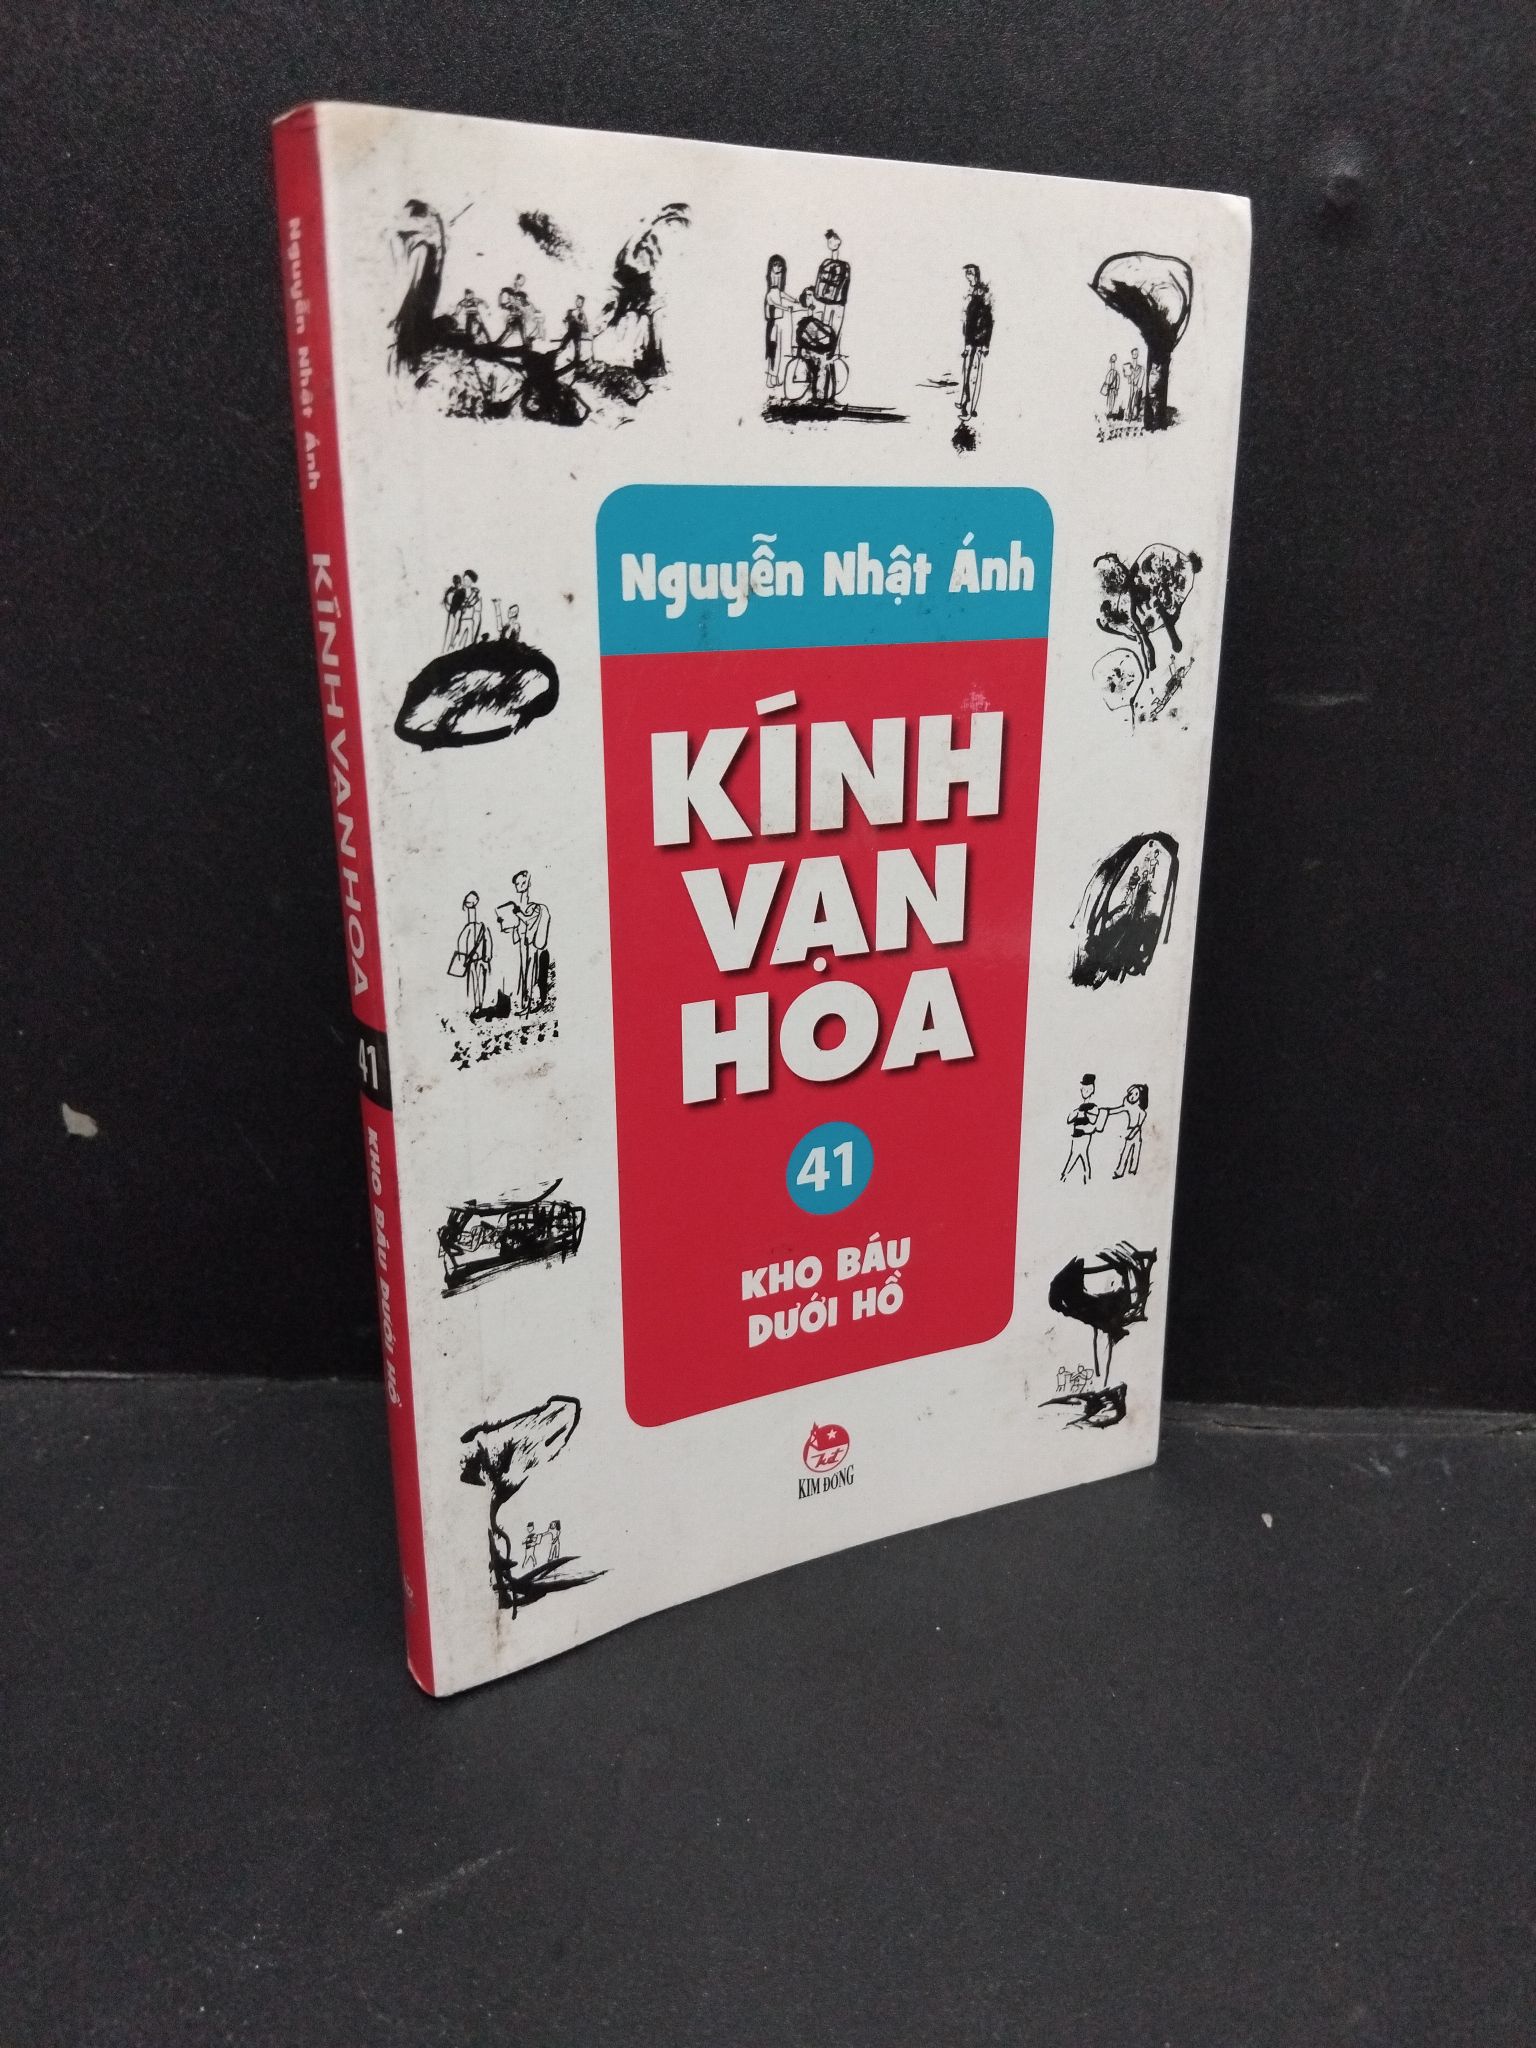 Nguyễn Nhật Ánh
KÍNH VẠN HOA
41
KHO BÁU DƯỚI HỒ
Nguyễn Nhật Ánh
KÍNH
VẠN
HOA
41
KHO BÁU
DƯỚI HỒ
KIM ĐỒNG